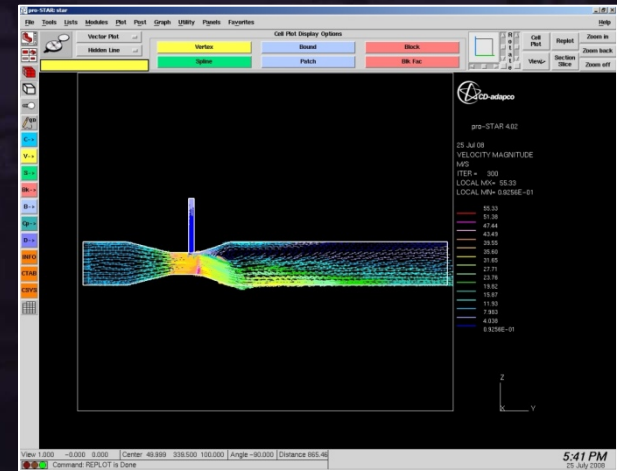 pro-STAR: star
File Tools Lists Modules Plot Post Graph Utility Panels Favorites Help
Vector Plot
Hidden Line
Cell Plot Display Options
Vertex Bound Block
Spline Patch Blk Fac
Rotate
Cell Plot
Replot
Zoom in
Zoom back
View
Section Slice
Zoom off
C->
V->
S->
Bk->
B->
Cp->
D->
INFO
CTAB
CD-adapco
pro-STAR 4.02
25 Jul 08
VELOCITY MAGNITUDE
M/S
ITER = 300
LOCAL MX= 55.33
LOCAL MN= 0.9256E-01
55.33
51.38
47.44
43.49
39.55
35.60
31.65
27.71
23.76
19.82
15.87
11.93
7.983
4.038
0.9256E-01
Z
X Y
View 1.000 -0.000 0.000 Center 49.999 339.500 100.000 Angle -90.000 Distance 865.46
Command: REPLOT is Done
5:41 PM
25 July 2008